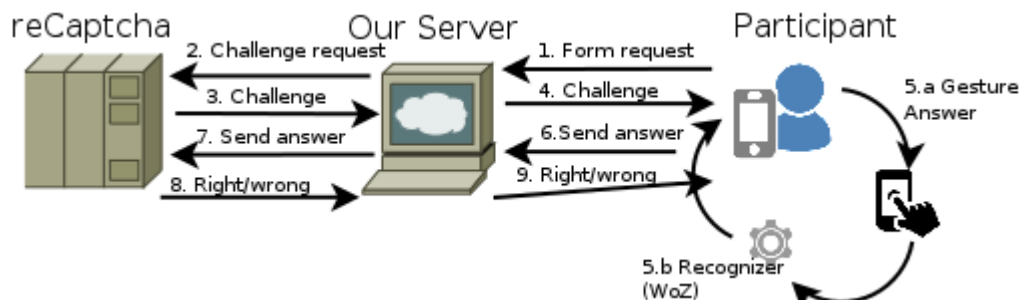 reCaptcha
Our Server
Participant
2. Challenge request
1. Form request
3. Challenge
4. Challenge
5.a Gesture
Answer
7. Send answer
6.Send answer
8. Right/wrong
9. Right/wrong
5.b Recognizer
(WoZ)